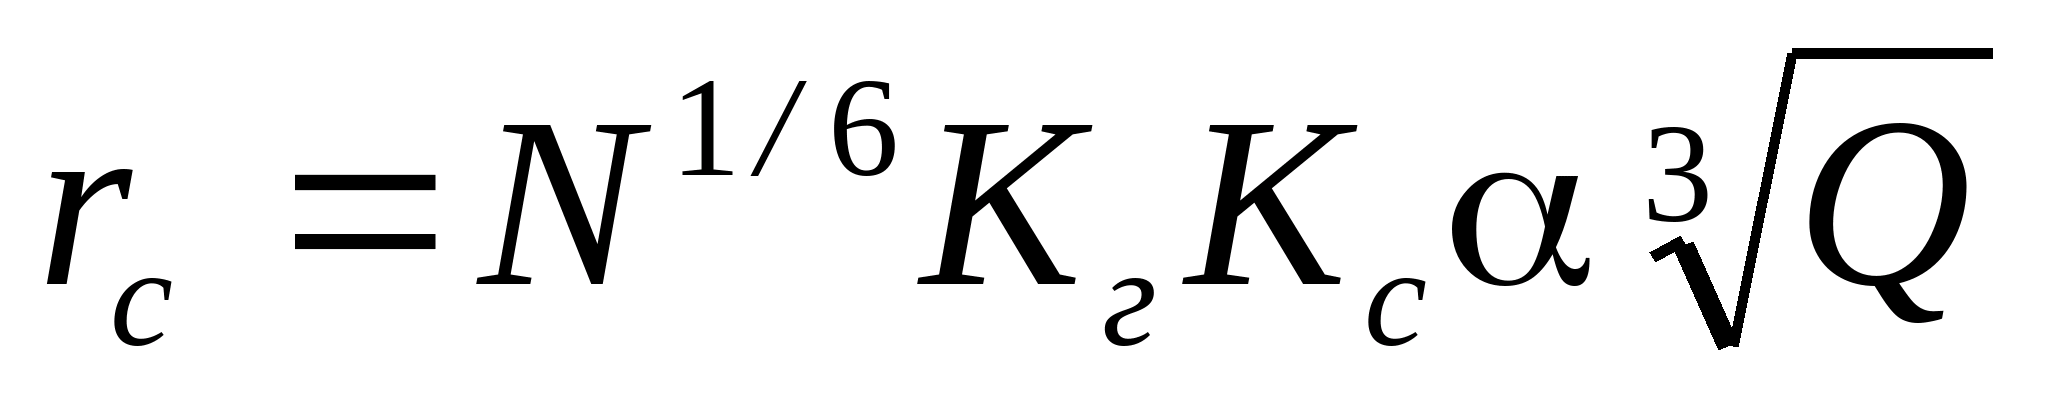 r_c = N^{1/6} K_г K_c α ∛Q